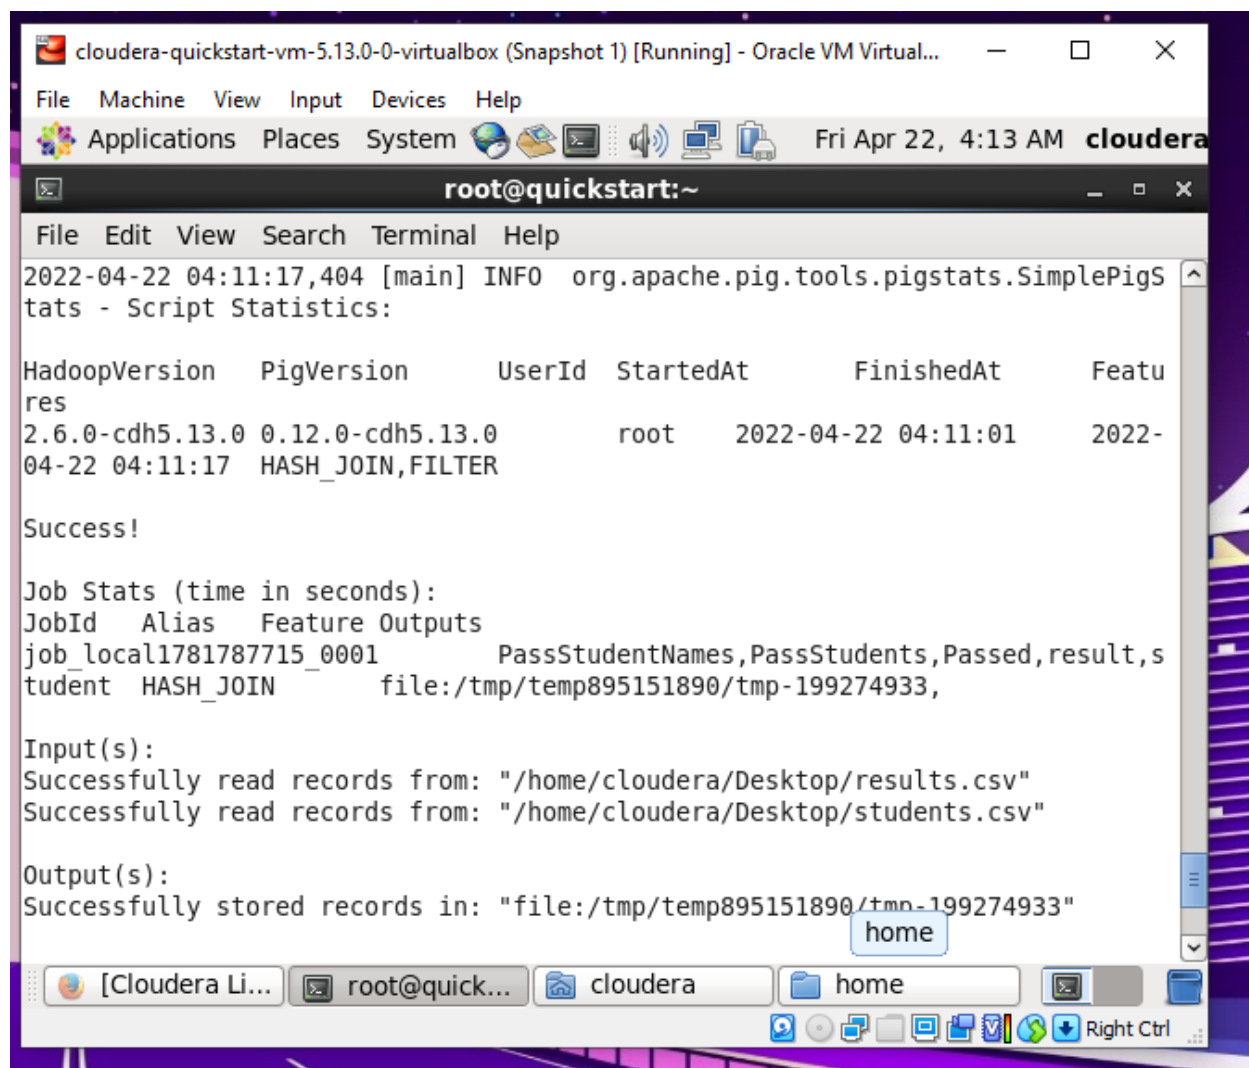 cloudera-quickstart-vm-5.13.0-0-virtualbox (Snapshot 1) [Running] - Oracle VM Virtual...
File Machine View Input Devices Help
Applications Places System Fri Apr 22, 4:13 AM cloudera
root@quickstart:~
File Edit View Search Terminal Help
2022-04-22 04:11:17,404 [main] INFO  org.apache.pig.tools.pigstats.SimplePigS
tats - Script Statistics:
HadoopVersion PigVersion UserId StartedAt FinishedAt Featu
res
2.6.0-cdh5.13.0 0.12.0-cdh5.13.0 root 2022-04-22 04:11:01 2022-
04-22 04:11:17 HASH_JOIN,FILTER
Success!
Job Stats (time in seconds):
JobId Alias Feature Outputs
job_local1781787715_0001 PassStudentNames,PassStudents,Passed,result,s
tudent HASH_JOIN file:/tmp/temp895151890/tmp-199274933,
Input(s):
Successfully read records from: "/home/cloudera/Desktop/results.csv"
Successfully read records from: "/home/cloudera/Desktop/students.csv"
Output(s):
Successfully stored records in: "file:/tmp/temp895151890/tmp-199274933"
home
[Cloudera Li... root@quick... cloudera home
Right Ctrl